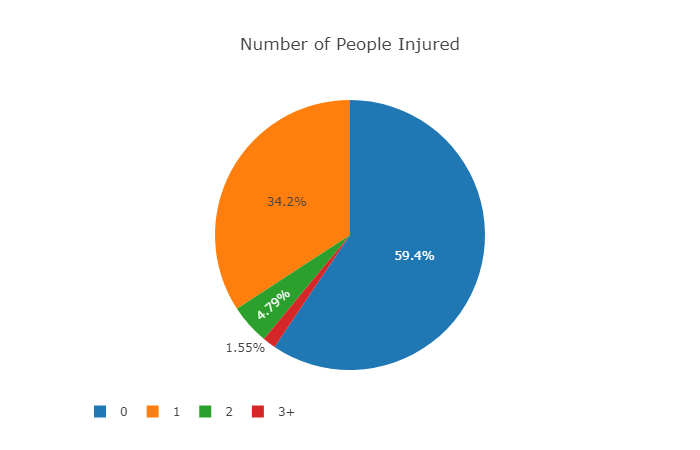 Number of People Injured
34.2%
59.4%
4.79%
1.55%
0 1 2 3+